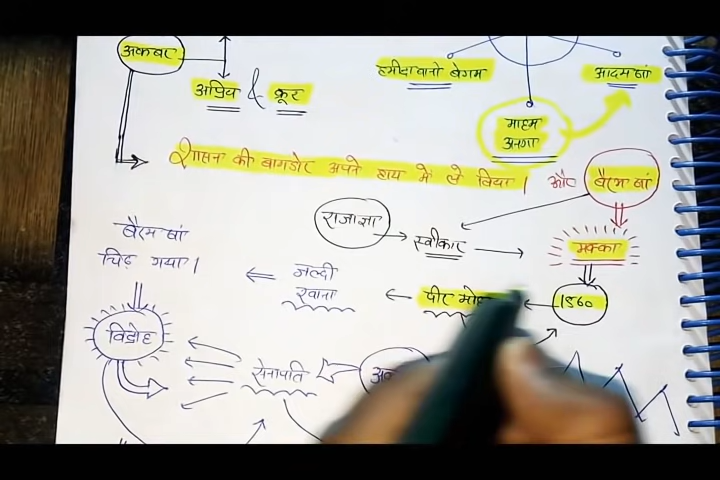 अकबर
हमीदाबानो बेगम
आदम खां
अप्रिय & क्रूर
माहम
अनगा
शासन की बागडोर अपने हाथ में ले लिया। और बैरम खां
राजाज्ञा
स्वीकार
मक्का
बैरम खां
चिढ़ गया।
जल्दी
रवाना
पीर
1560
विद्रोह
सेनापति